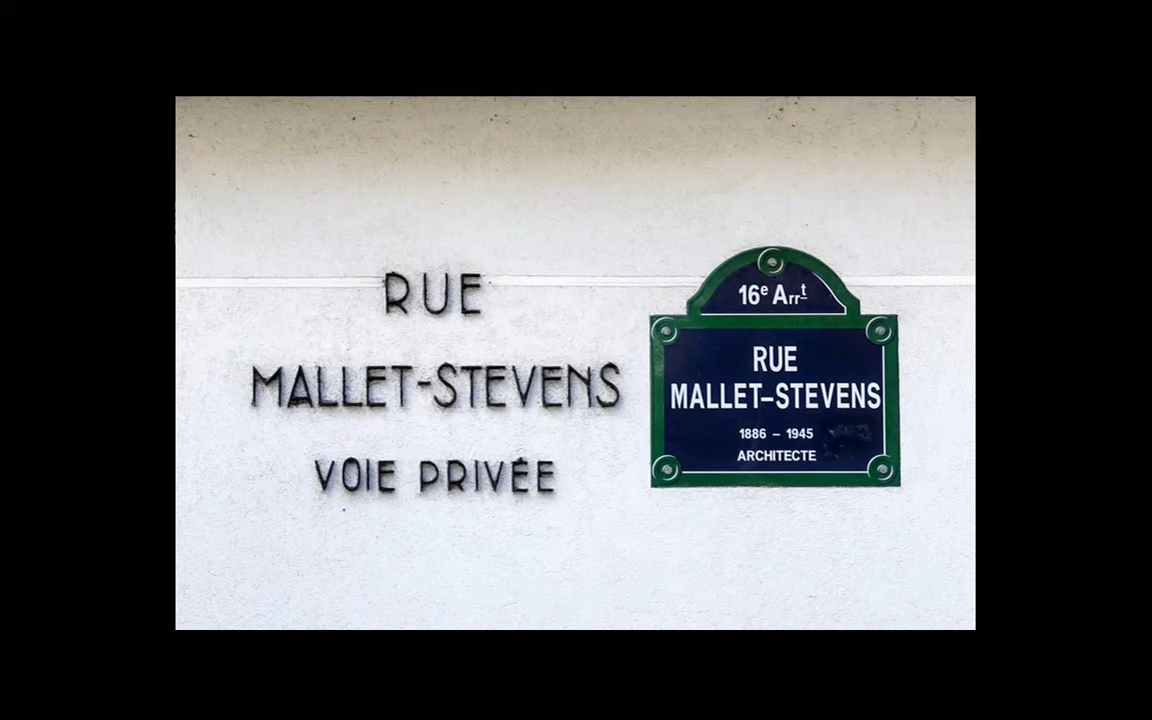 RUE
MALLET-STEVENS
VOIE PRIVÉE
16e Arrt
RUE
MALLET-STEVENS
1886 - 1945
ARCHITECTE